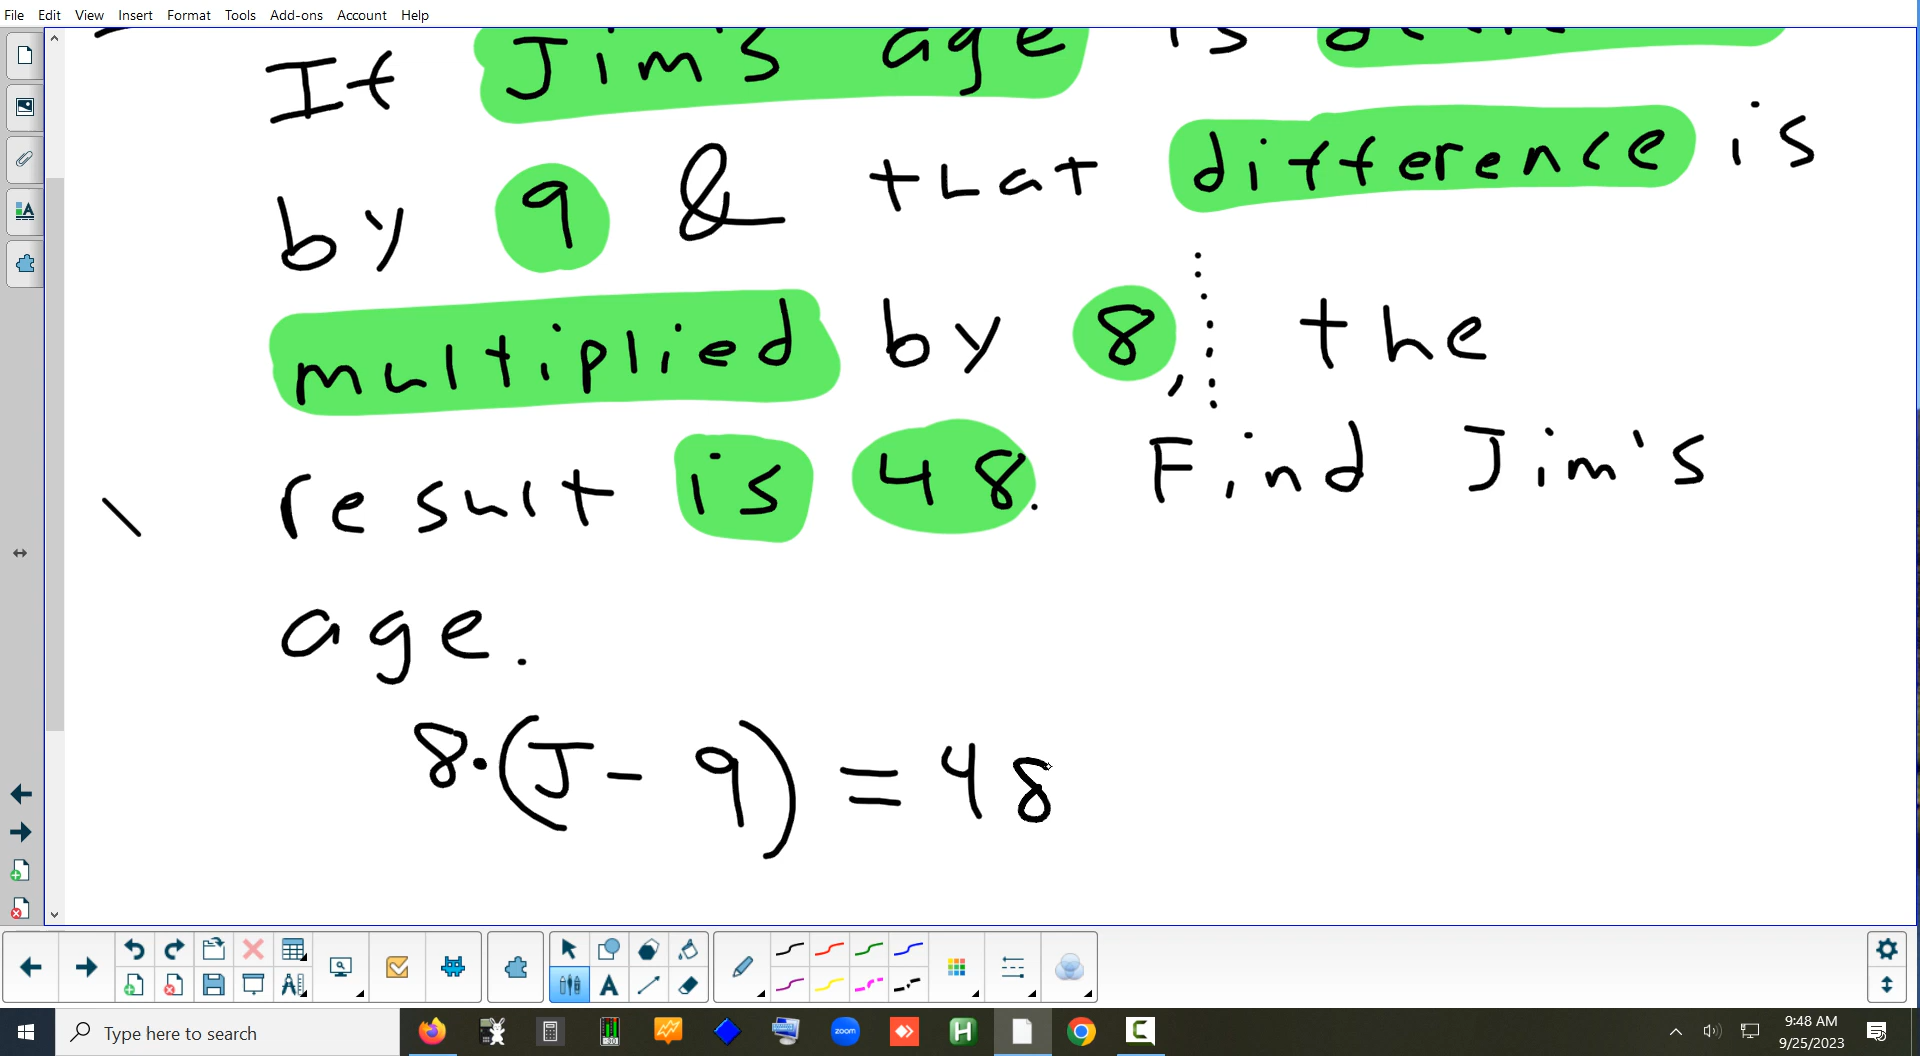 File Edit View Insert Format Tools Add-ons Account Help
If Jim's age is
by 9 & that difference is
multiplied by 8, the
result is 48. Find Jim's
age.
8·(J - 9) = 48
A
A
zoom
Type here to search
9:48 AM
9/25/2023